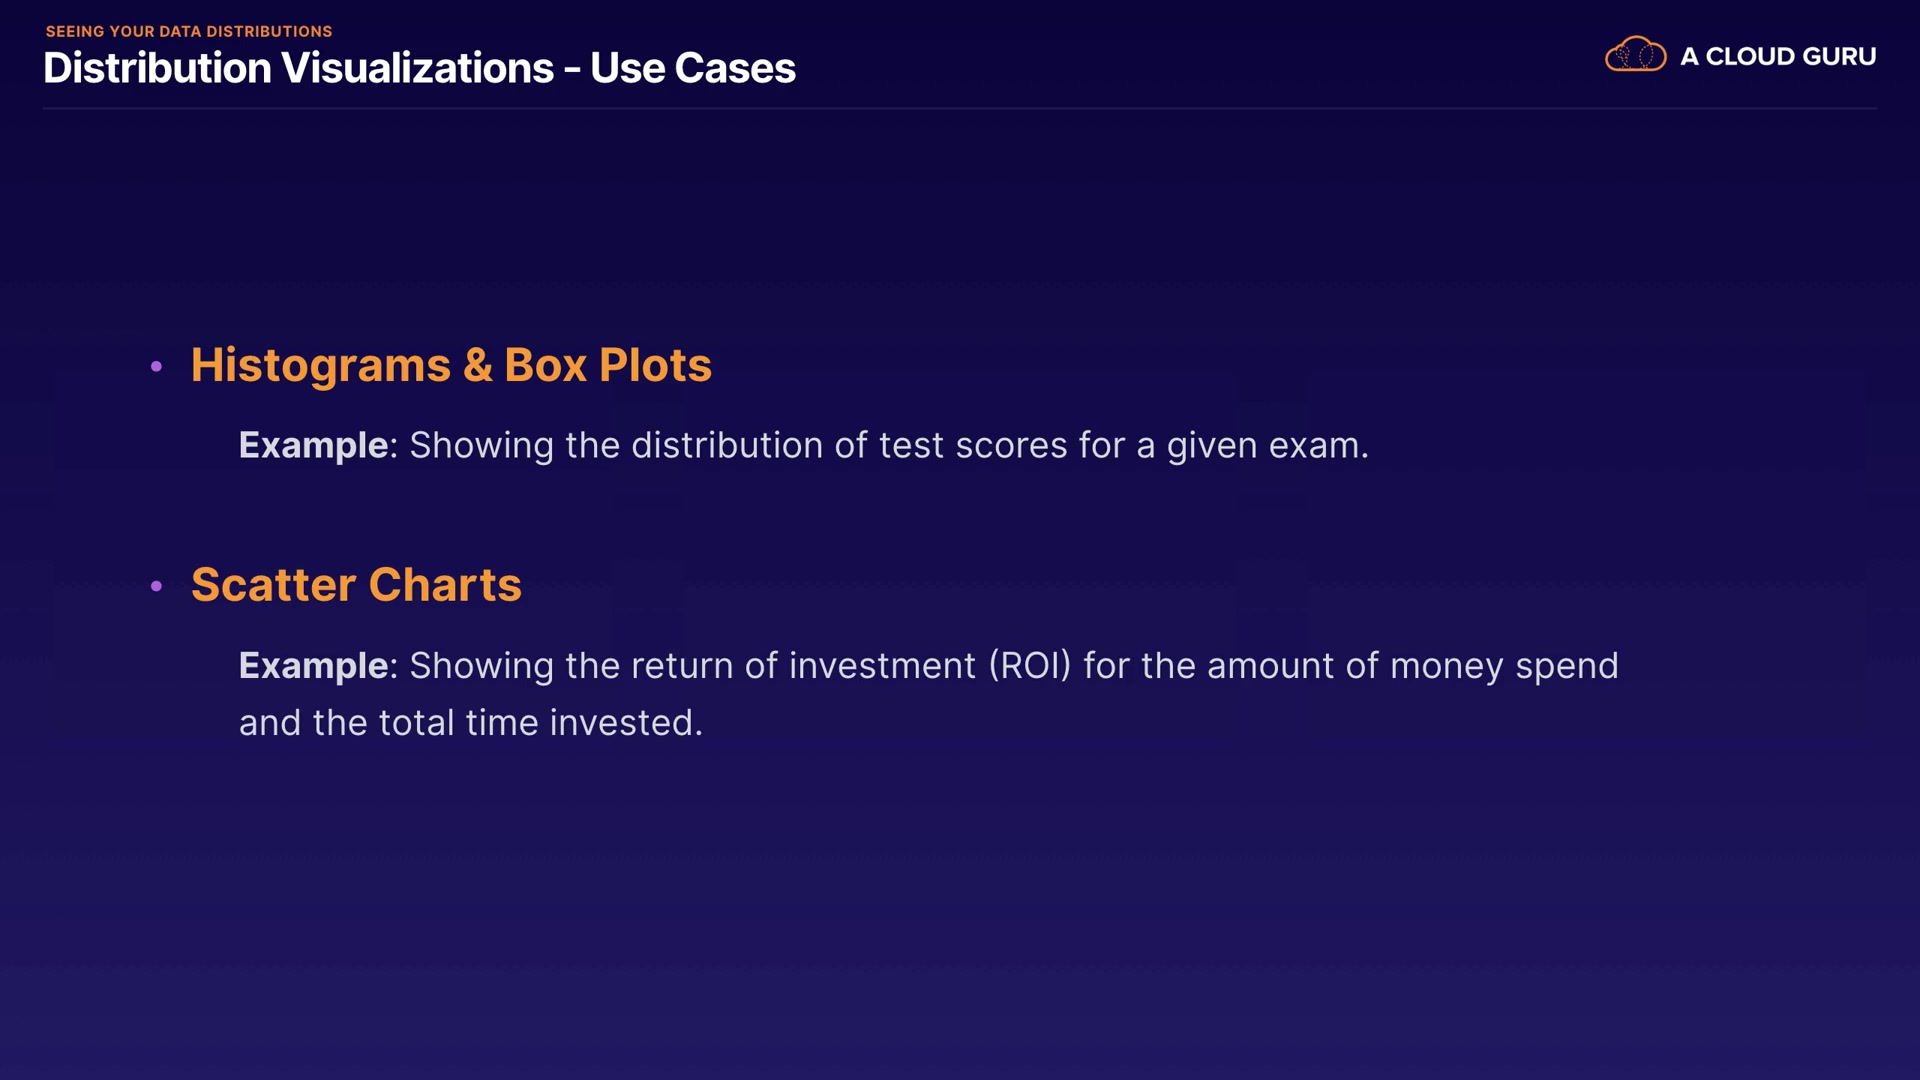 SEEING YOUR DATA DISTRIBUTIONS
Distribution Visualizations - Use Cases
A CLOUD GURU
• Histograms & Box Plots
Example: Showing the distribution of test scores for a given exam.
• Scatter Charts
Example: Showing the return of investment (ROI) for the amount of money spend
and the total time invested.